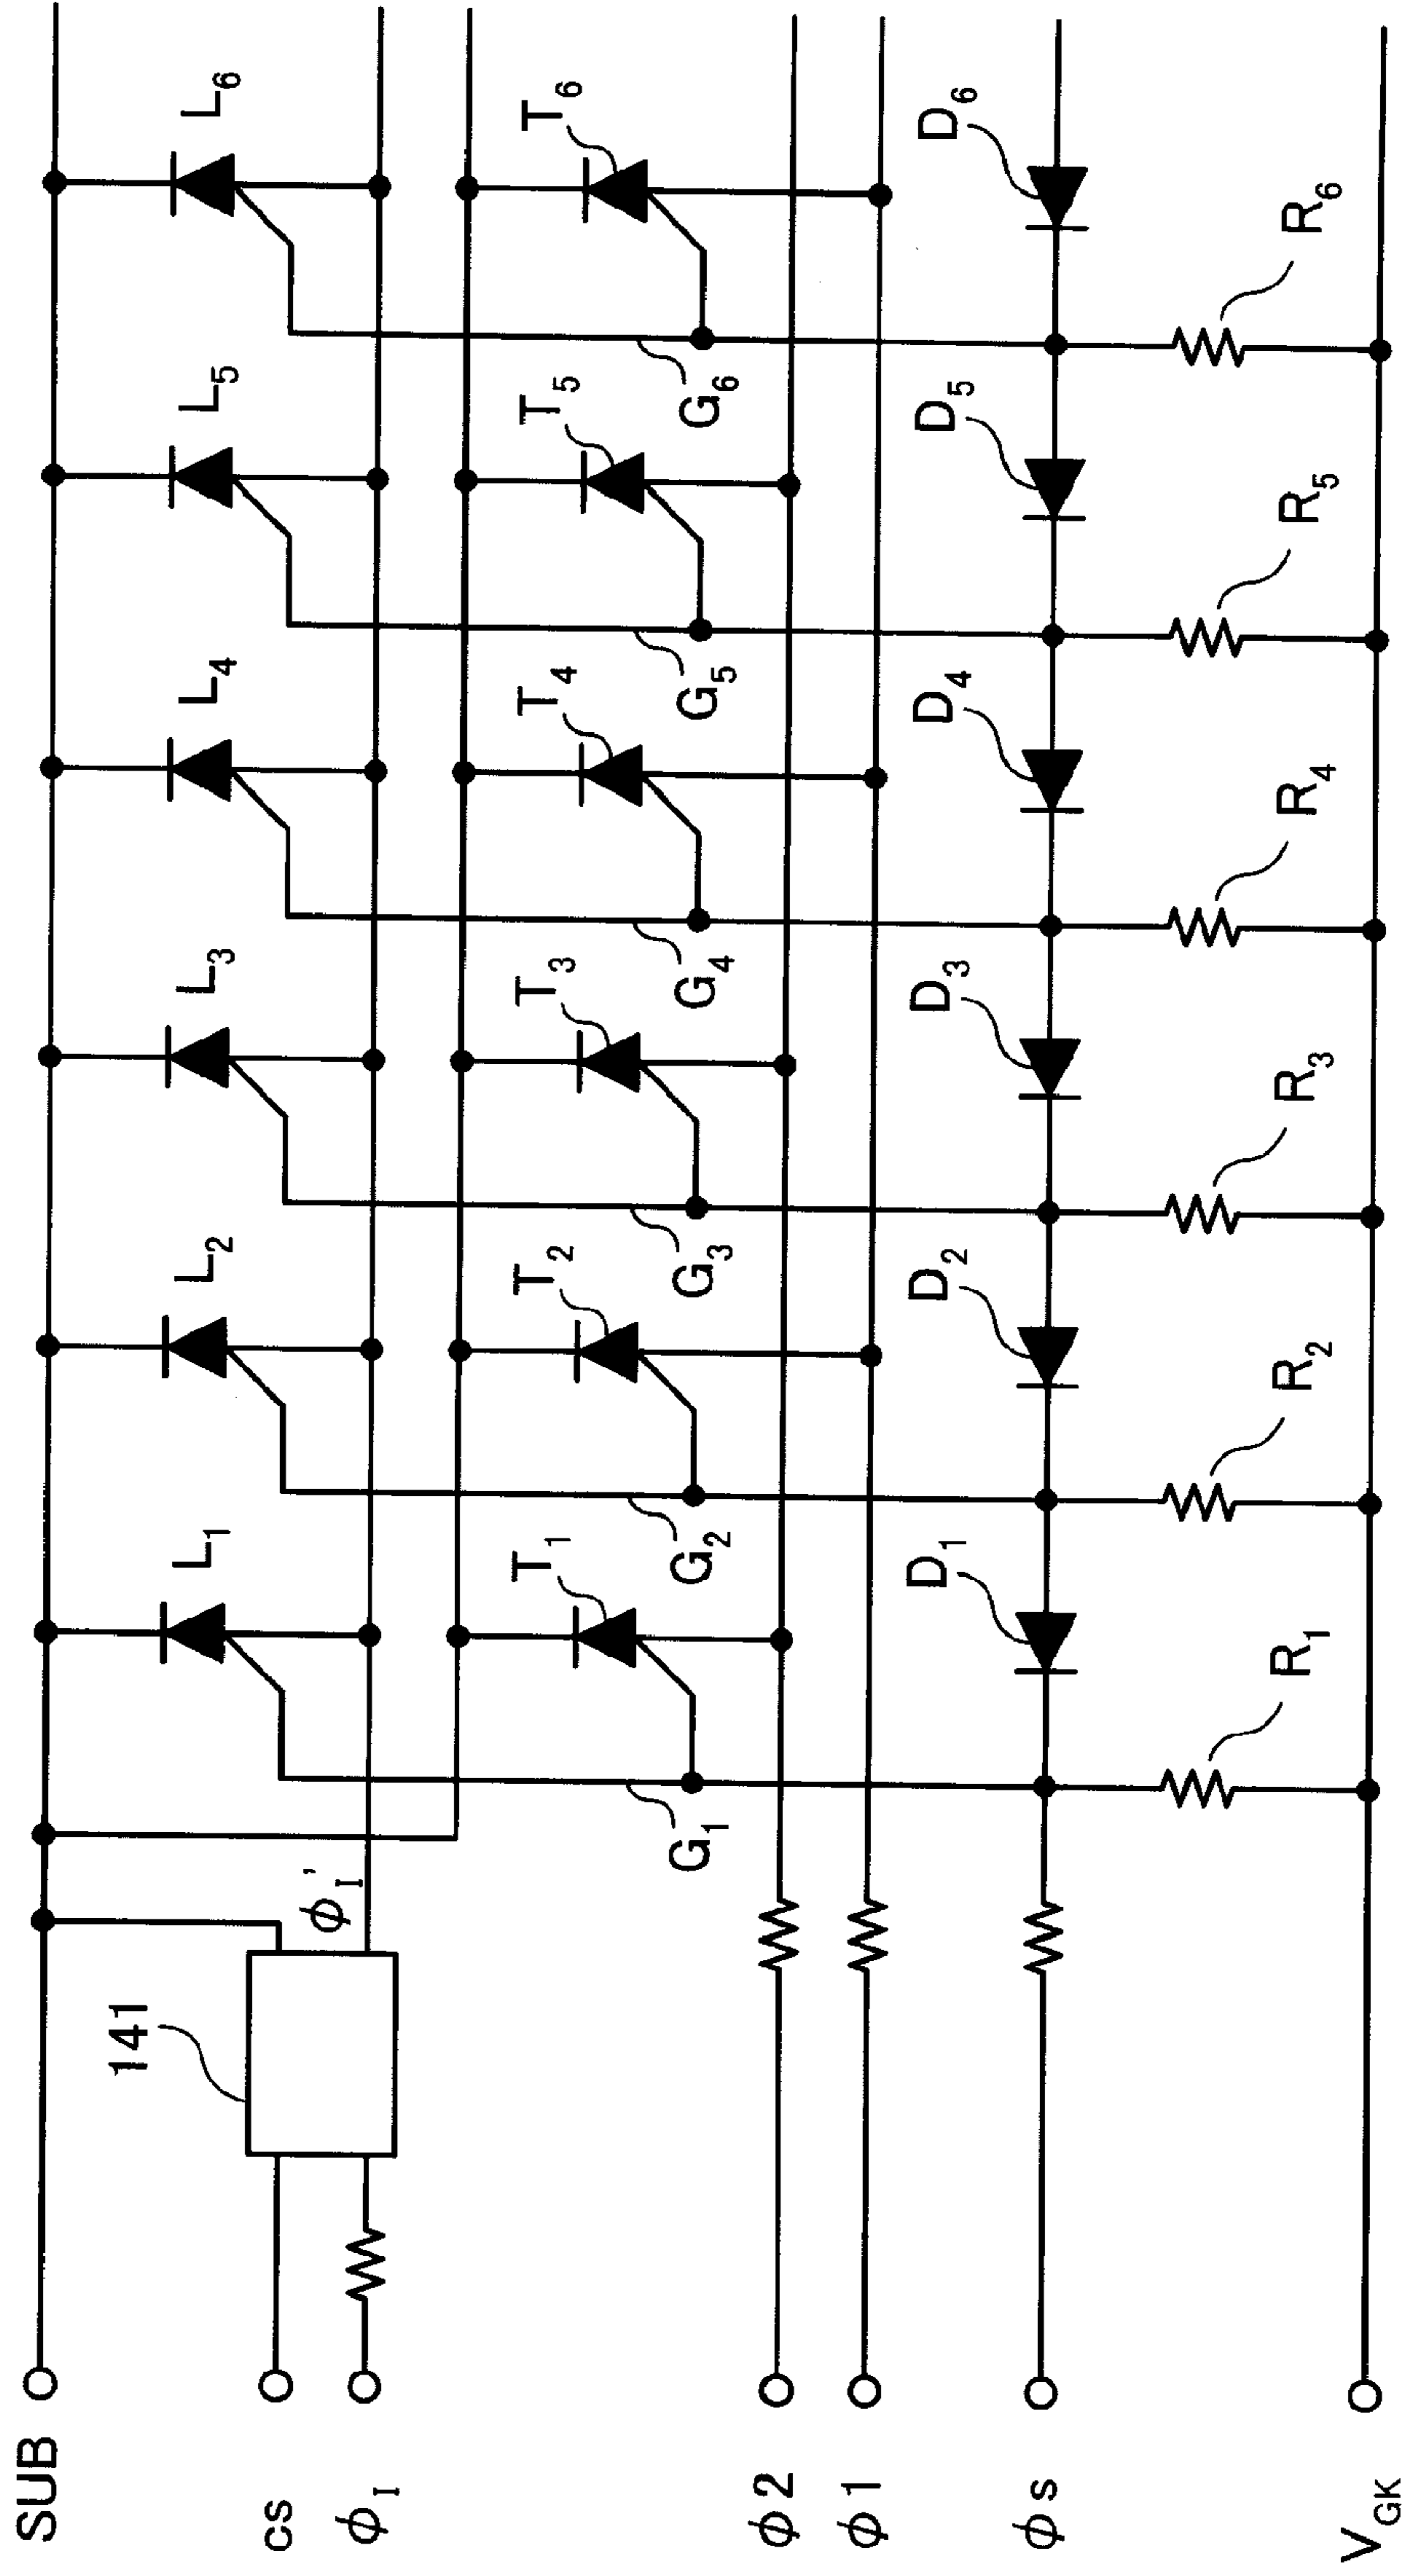 SUB
cs
ϕI
ϕ2
ϕ1
ϕs
VGK
141
ϕI'
L1
L2
L3
L4
L5
L6
T1
T2
T3
T4
T5
T6
G1
G2
G3
G4
G5
G6
D1
D2
D3
D4
D5
D6
R1
R2
R3
R4
R5
R6